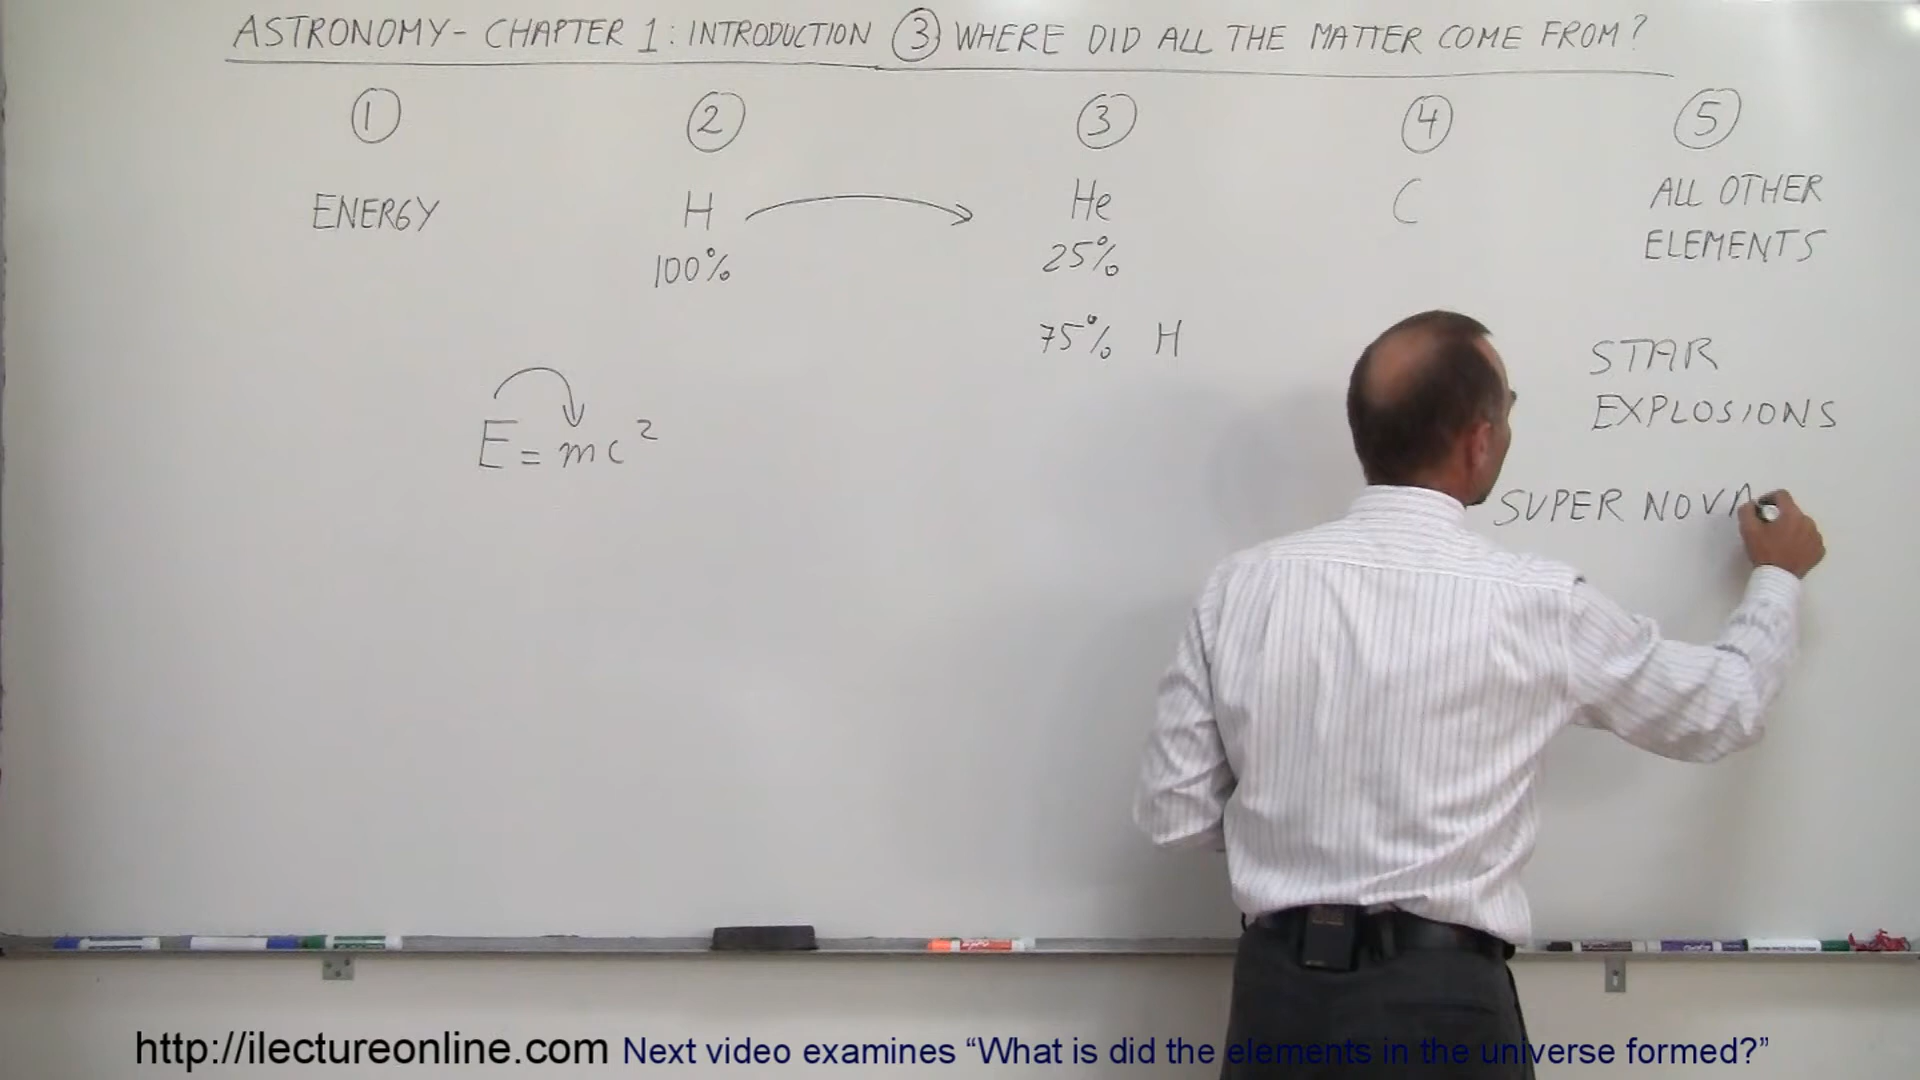 ASTRONOMY - CHAPTER 1: INTRODUCTION ③ WHERE DID ALL THE MATTER COME FROM?
① ② ③ ④ ⑤
ENERGY H He C ALL OTHER
100% 25% ELEMENTS
75% H STAR
EXPLOSIONS
E = mc²
SUPER NOVA
http://ilectureonline.com Next video examines “What is did the elements in the universe formed?”